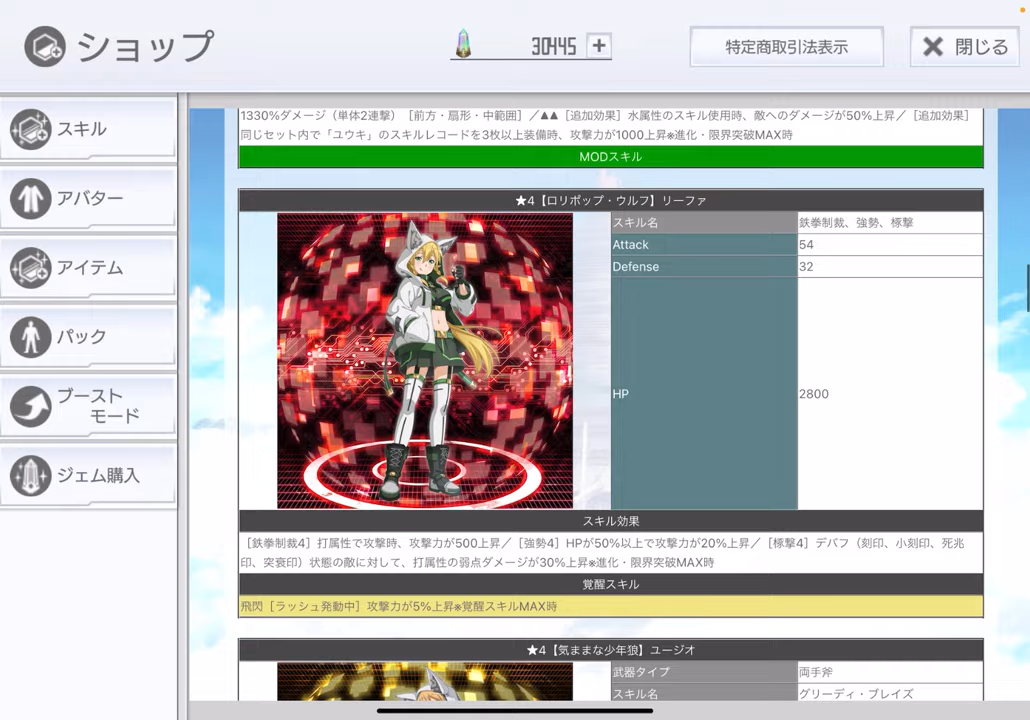 ショップ
30445
特定商取引法表示
閉じる
スキル
アバター
アイテム
パック
ブースト
モード
ジェム購入
1330%ダメージ（単体2連撃）［前方・扇形・中範囲］／▲▲［追加効果］水属性のスキル使用時、敵へのダメージが50%上昇／［追加効果］
同じセット内で「ユウキ」のスキルレコードを3枚以上装備時、攻撃力が1000上昇※進化・限界突破MAX時
MODスキル
★4【ロリポップ・ウルフ】リーファ
スキル名 鉄拳制裁、強勢、椓撃
Attack 54
Defense 32
HP 2800
スキル効果
［鉄拳制裁4］打属性で攻撃時、攻撃力が500上昇／［強勢4］HPが50%以上で攻撃力が20%上昇／［椓撃4］デバフ（刻印、小刻印、死兆
印、突衰印）状態の敵に対して、打属性の弱点ダメージが30%上昇※進化・限界突破MAX時
覚醒スキル
飛閃［ラッシュ発動中］攻撃力が5%上昇※覚醒スキルMAX時
★4【気ままな少年狼】ユージオ
武器タイプ 両手斧
スキル名 グリーディ・ブレイズ